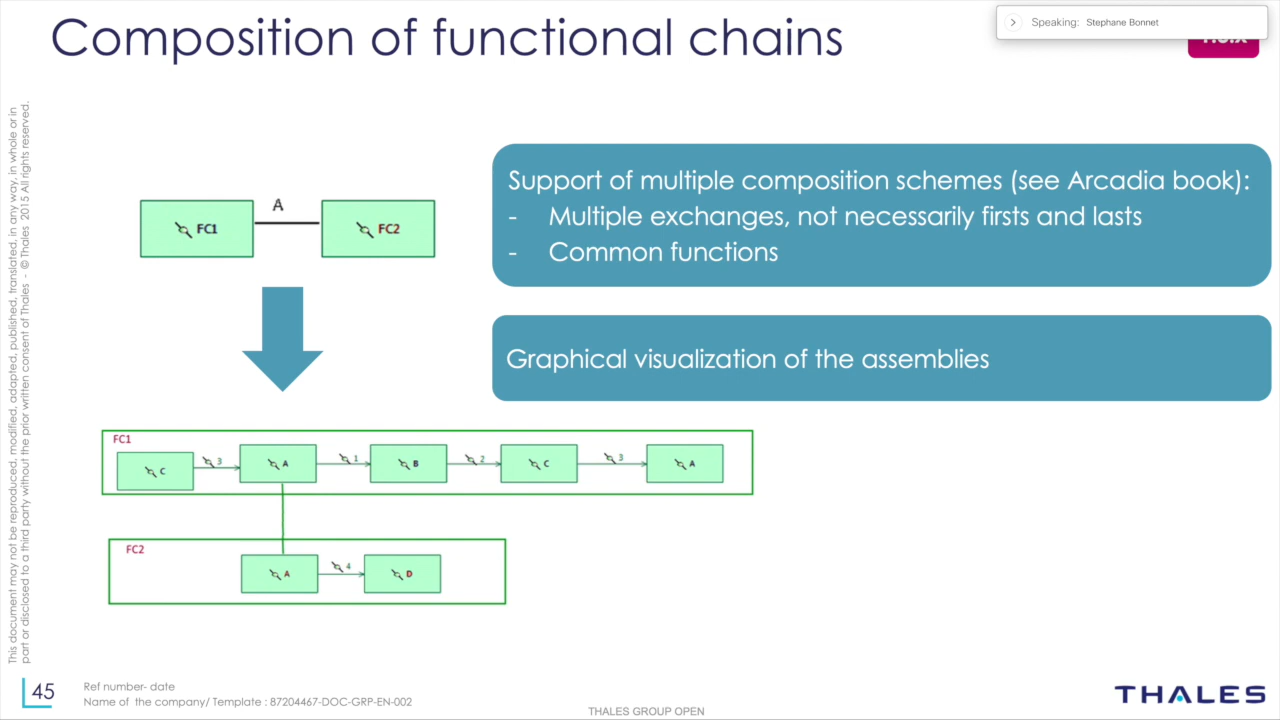 Composition of functional chains
Speaking: Stephane Bonnet
This document may not be reproduced, modified, adapted, published, translated, in any way, in whole or in
part or disclosed to a third party without the prior written consent of Thales - © Thales 2015 All rights reserved.
A
FC1
FC2
Support of multiple composition schemes (see Arcadia book):
- Multiple exchanges, not necessarily firsts and lasts
- Common functions
Graphical visualization of the assemblies
FC1
C 3 A 1 B 2 C 3 A
FC2
A 4 D
45
Ref number- date
Name of the company/ Template : 87204467-DOC-GRP-EN-002
THALES GROUP OPEN
THALES